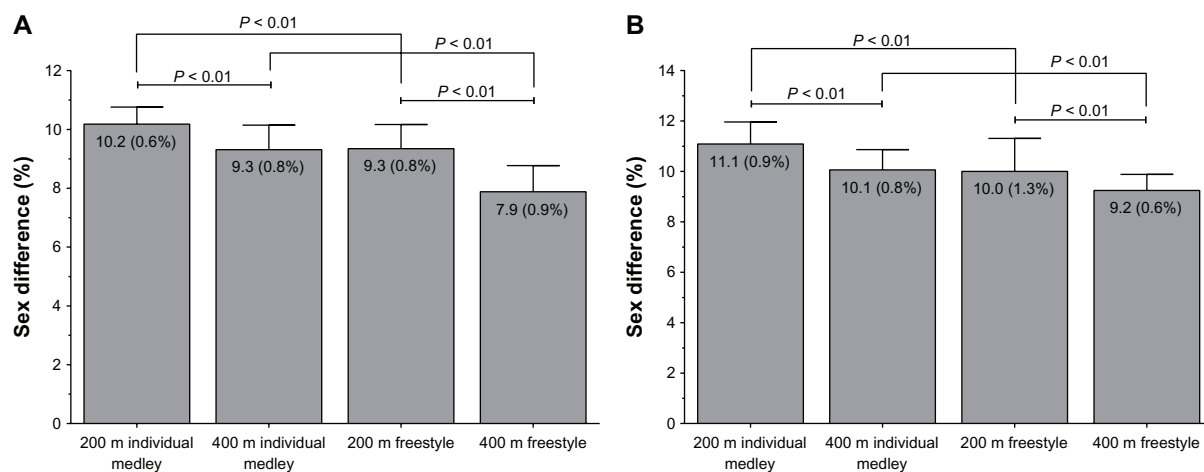 A
P < 0.01
P < 0.01
P < 0.01
P < 0.01
12
10
8
6
4
2
0
Sex difference (%)
10.2 (0.6%)
9.3 (0.8%)
9.3 (0.8%)
7.9 (0.9%)
200 m individual
medley
400 m individual
medley
200 m freestyle
400 m freestyle
B
P < 0.01
P < 0.01
P < 0.01
P < 0.01
14
12
10
8
6
4
2
0
Sex difference (%)
11.1 (0.9%)
10.1 (0.8%)
10.0 (1.3%)
9.2 (0.6%)
200 m individual
medley
400 m individual
medley
200 m freestyle
400 m freestyle